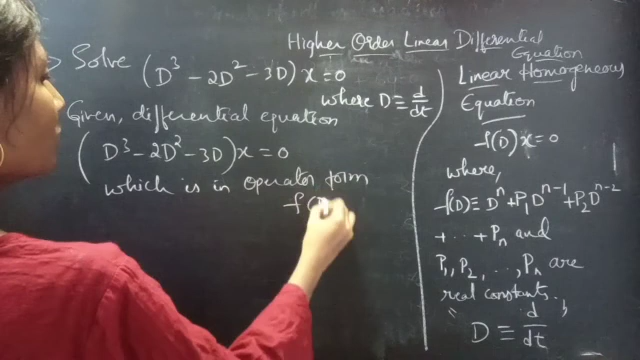 Higher Order Linear Differential
Equation
Solve (D³ − 2D² − 3D) x = 0
where D ≡ d/dt
Given, differential equation
(D³ − 2D² − 3D) x = 0
which is in operator form
f(D
Linear Homogeneous
Equation
f(D) x = 0
where,
f(D) ≡ Dⁿ + P₁Dⁿ⁻¹ + P₂Dⁿ⁻²
+ ... + Pₙ and
P₁, P₂, ..., Pₙ are
real constants.
D ≡ d/dt